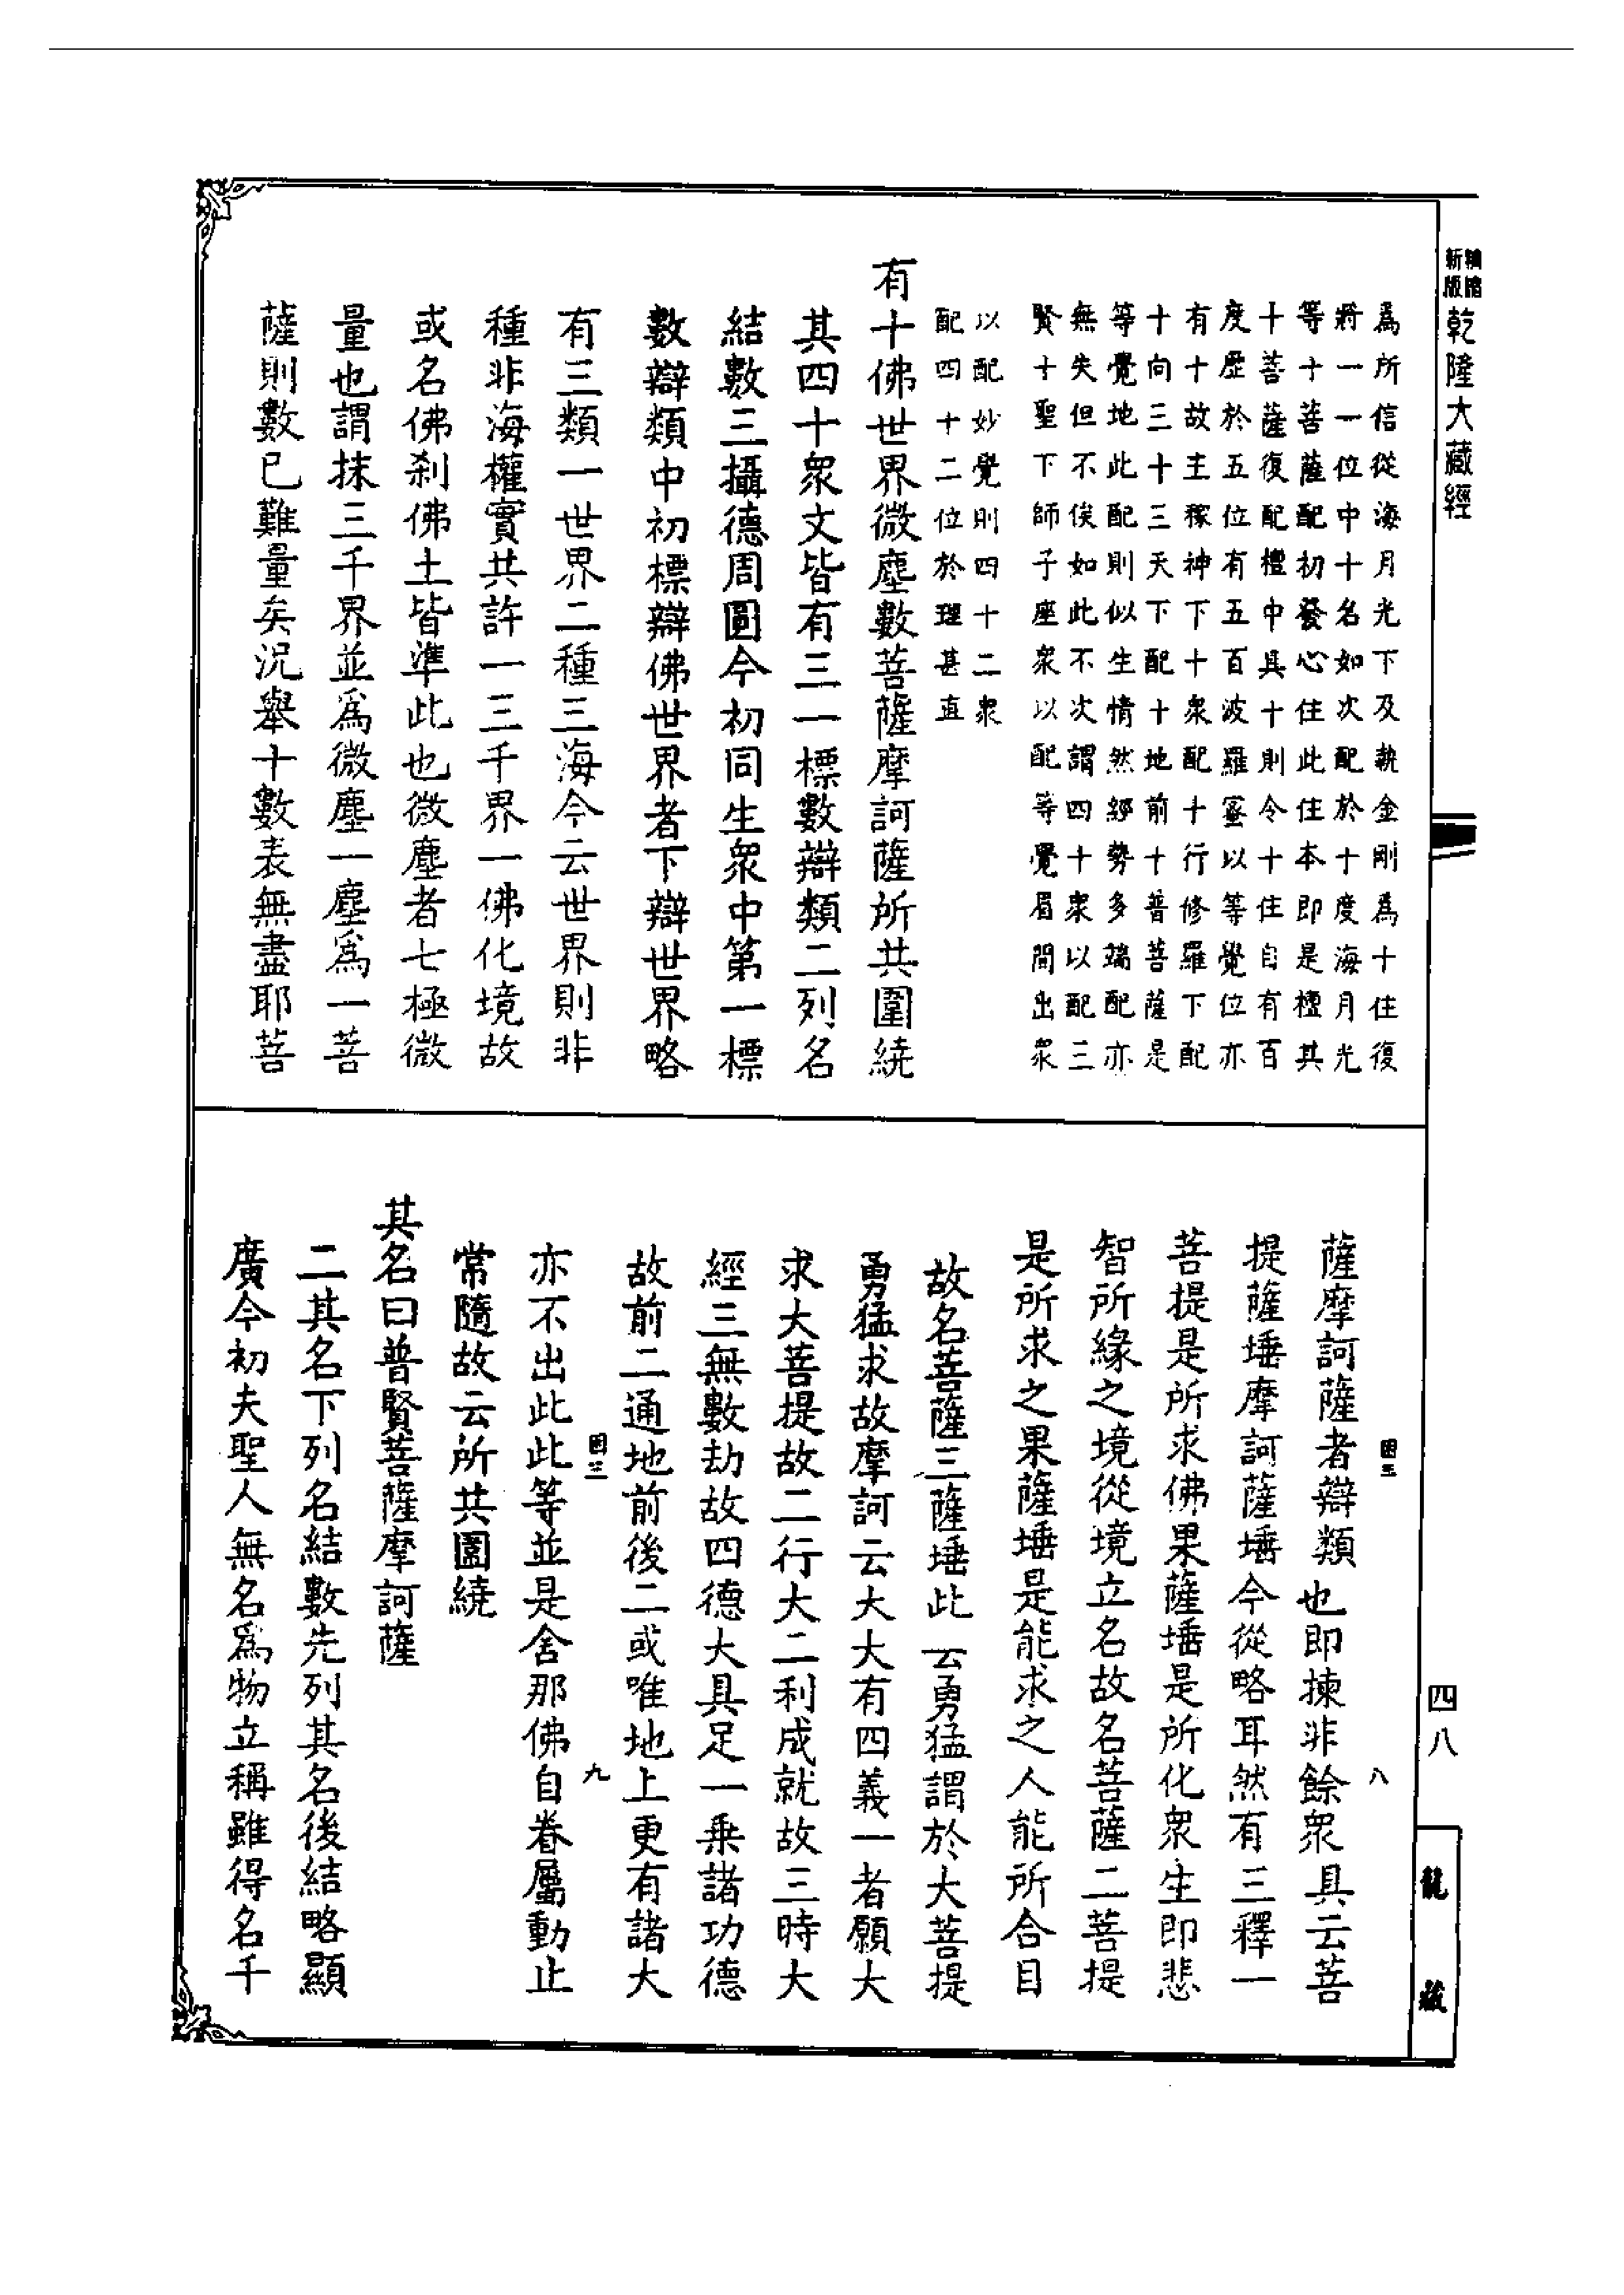 精縮
新版
乾隆大藏經
為所信從海月光下及執金剛為十住復
將一一位中十名如次配於十度海月光
等十菩薩配初發心住此住本即是檀其
十菩薩復配檀中具十則令十住自有百
度歷於五位有五百波羅蜜以等覺位亦
有十故主稼神下十眾配十行修羅下配
十向三十三天下配十地前十普菩薩是
等覺地此配則似生情然經勢多端配亦
無失但不俟如此不次謂四十眾以配三
賢十聖下師子座眾以配等覺眉間出眾
以配妙覺則四十二眾
配四十二位於理甚直
有十佛世界微塵數菩薩摩訶薩所共圍繞
其四十眾文皆有三一標數辯類二列名
結數三攝德周圓今初同生眾中第一標
數辯類中初標辯佛世界者下辯世界略
有三類一世界二種三海今云世界則非
種非海權實共許一三千界一佛化境故
或名佛剎佛土皆準此也微塵者七極微
量也謂抹三千界並為微塵一塵為一菩
薩則數已難量矣況舉十數表無盡耶菩
薩摩訶薩者辯類也即揀非餘眾具云菩
提薩埵摩訶薩埵今從略耳然有三釋一
菩提是所求佛果薩埵是所化眾生即悲
智所緣之境從境立名故名菩薩二菩提
是所求之果薩埵是能求之人能所合目
故名菩薩三薩埵此云勇猛謂於大菩提
勇猛求故摩訶云大大有四義一者願大
求大菩提故二行大二利成就故三時大
經三無數劫故四德大具足一乘諸功德
故前二通地前後二或唯地上更有諸大
亦不出此此等並是舍那佛自眷屬動止
常隨故云所共圍繞
其名曰普賢菩薩摩訶薩
二其名下列名結數先列其名後結略顯
廣今初夫聖人無名為物立稱雖得名千
四八
八
九
龍藏